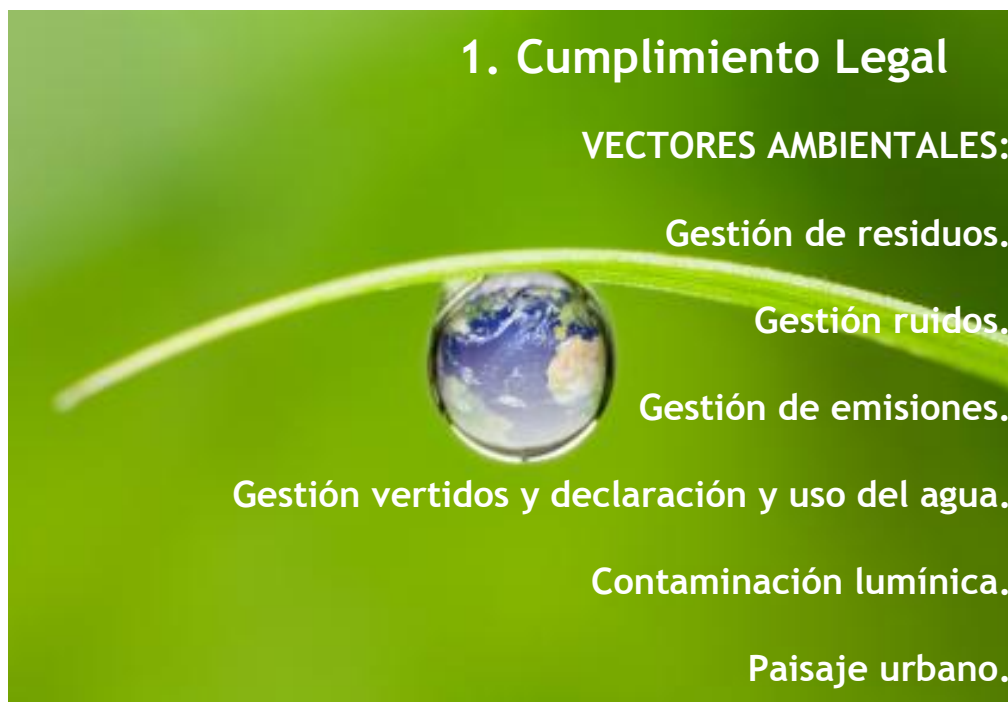 1. Cumplimiento Legal
VECTORES AMBIENTALES:
Gestión de residuos.
Gestión ruidos.
Gestión de emisiones.
Gestión vertidos y declaración y uso del agua.
Contaminación lumínica.
Paisaje urbano.